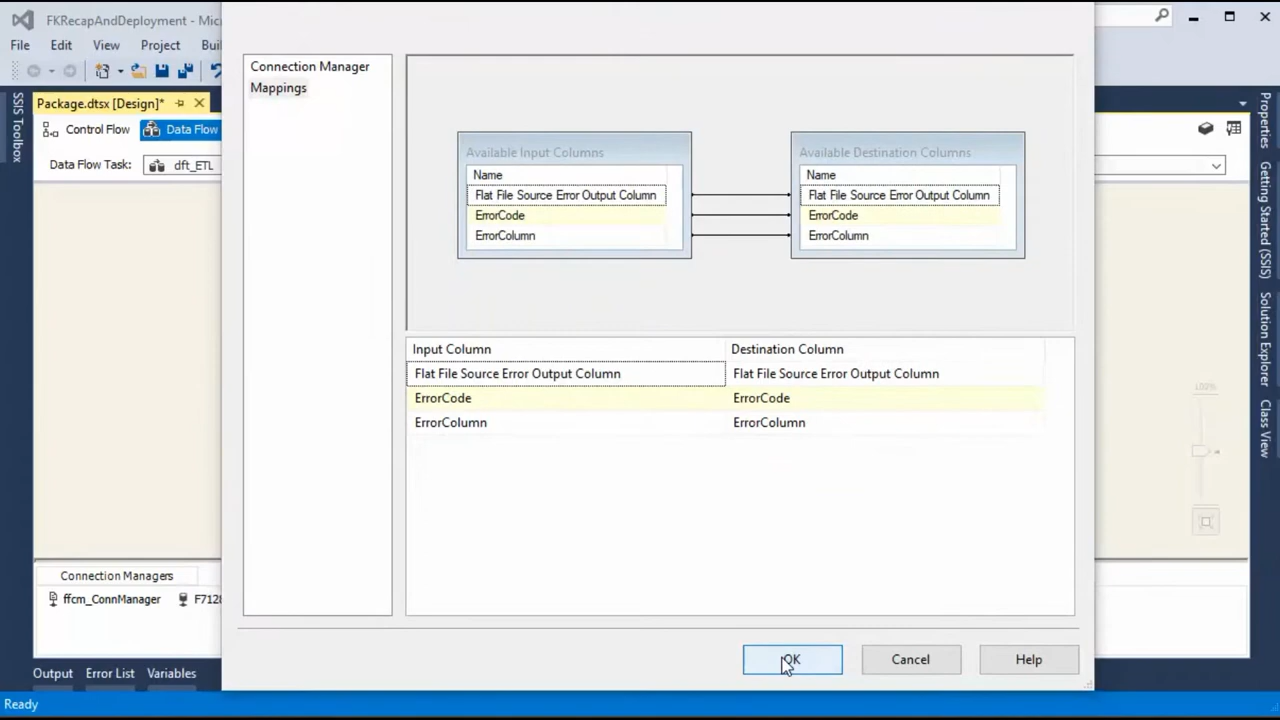 FKRecapAndDeployment - Mic
File Edit View Project Bui
SSIS Toolbox
Package.dtsx [Design]*
Control Flow Data Flow
Data Flow Task: dft_ETL
Connection Manager
Mappings
Available Input Columns
Name
Flat File Source Error Output Column
ErrorCode
ErrorColumn
Available Destination Columns
Name
Flat File Source Error Output Column
ErrorCode
ErrorColumn
Input Column Destination Column
Flat File Source Error Output Column Flat File Source Error Output Column
ErrorCode ErrorCode
ErrorColumn ErrorColumn
OK Cancel Help
Properties
Getting Started (SSIS)
Solution Explorer
Class View
Connection Managers
ffcm_ConnManager F7128
Output Error List Variables
Ready